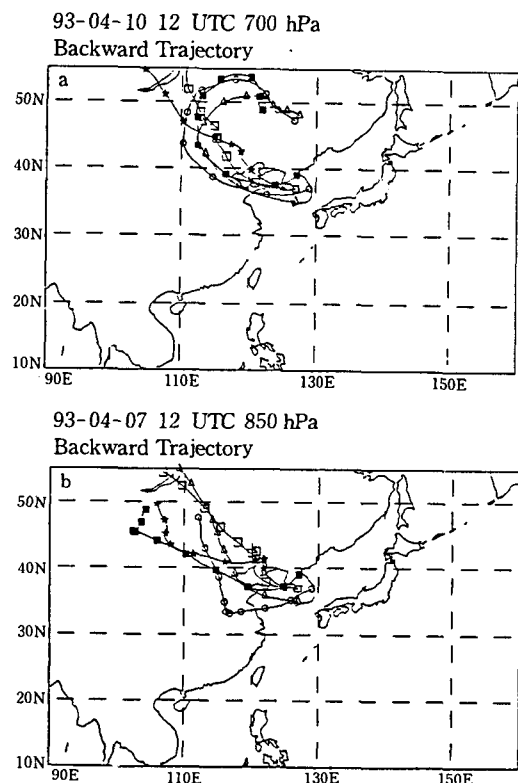 93-04-10 12 UTC 700 hPa
Backward Trajectory
a
50N
40N
30N
20N
10N
90E 110E 130E 150E
93-04-07 12 UTC 850 hPa
Backward Trajectory
b
50N
40N
30N
20N
10N
90E 110E 130E 150E